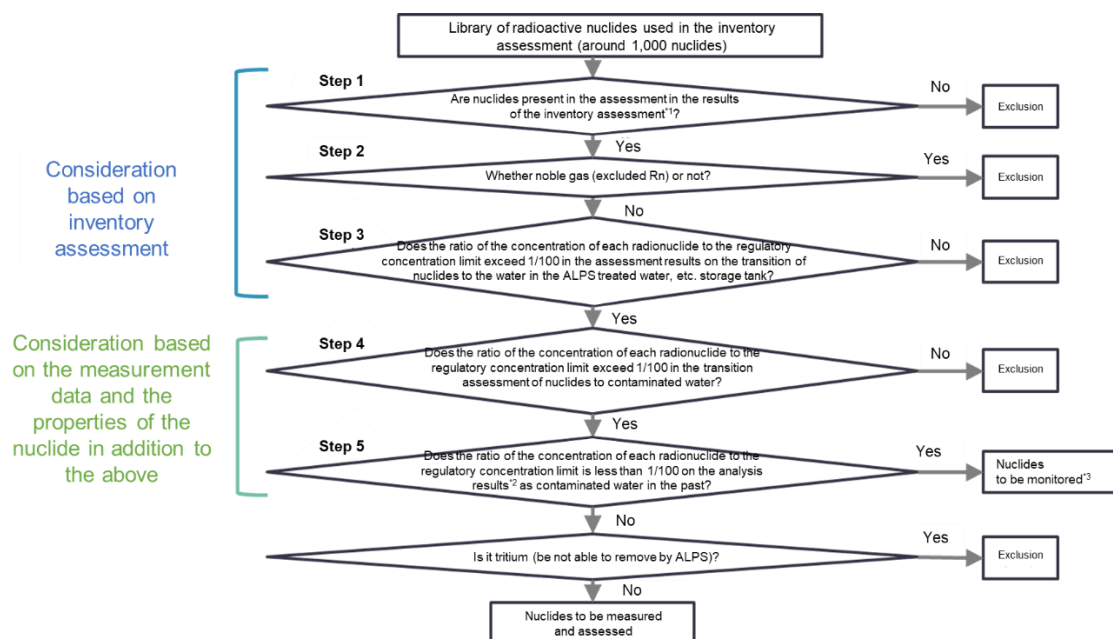 Library of radioactive nuclides used in the inventory
assessment (around 1,000 nuclides)
Step 1
Are nuclides present in the assessment in the results
of the inventory assessment*1?
No
Exclusion
Yes
Step 2
Whether noble gas (excluded Rn) or not?
Yes
Exclusion
No
Consideration
based on
inventory
assessment
Step 3
Does the ratio of the concentration of each radionuclide to the regulatory
concentration limit exceed 1/100 in the assessment results on the transition of
nuclides to the water in the ALPS treated water, etc. storage tank?
No
Exclusion
Yes
Consideration based
on the measurement
data and the
properties of the
nuclide in addition to
the above
Step 4
Does the ratio of the concentration of each radionuclide to the
regulatory concentration limit exceed 1/100 in the transition
assessment of nuclides to contaminated water?
No
Exclusion
Yes
Step 5
Does the ratio of the concentration of each radionuclide to the
regulatory concentration limit is less than 1/100 on the analysis
results*2 as contaminated water in the past?
Yes
Nuclides
to be monitored*3
No
Is it tritium (be not able to remove by ALPS)?
Yes
Exclusion
No
Nuclides to be measured
and assessed